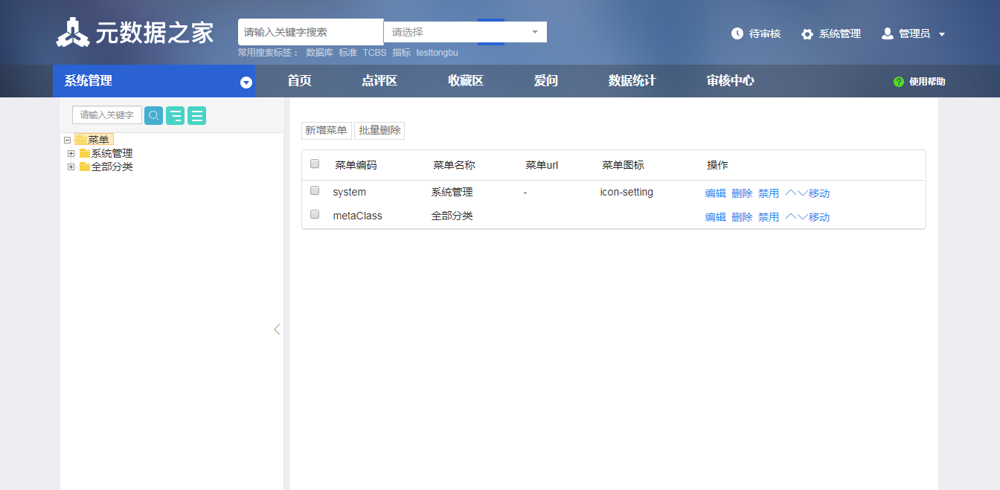 元数据之家
请输入关键字搜索 请选择
常用搜索标签： 数据库 标准 TCBS 指标 testtongbu
待审核 系统管理 管理员
系统管理 首页 点评区 收藏区 爱问 数据统计 审核中心 使用帮助
请输入关键字
菜单
系统管理
全部分类
新增菜单 批量删除
菜单编码 菜单名称 菜单url 菜单图标 操作
system 系统管理 - icon-setting 编辑 删除 禁用 移动
metaClass 全部分类 编辑 删除 禁用 移动